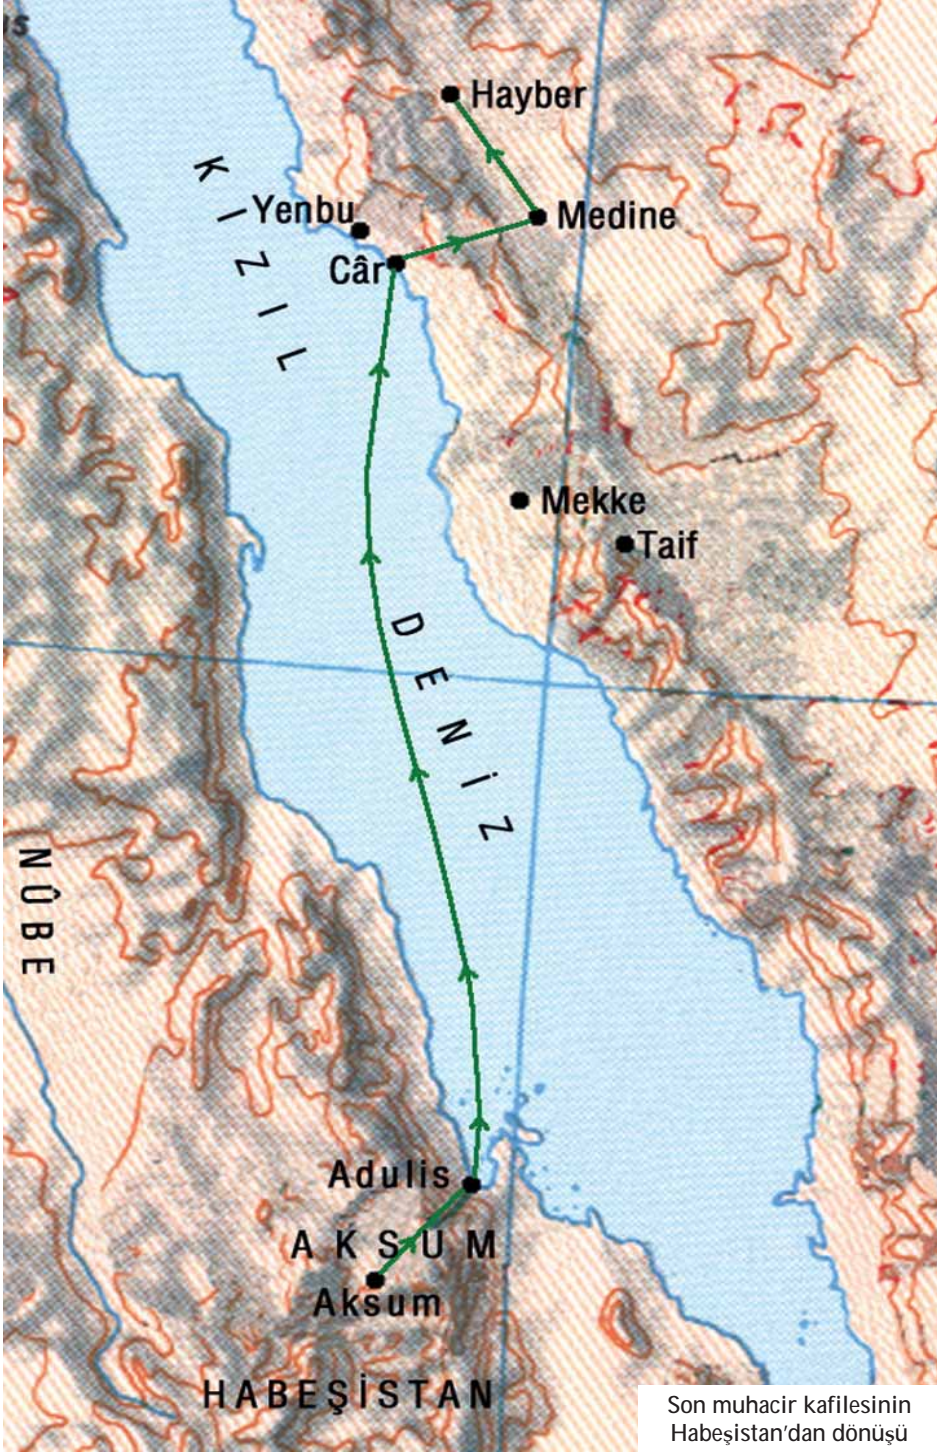 Hayber
Yenbu
Medine
Câr
KIZIL
Mekke
Taif
DENİZ
NÛBE
Adulis
AKSUM
Aksum
HABEŞİSTAN
Son muhacir kafilesinin
Habeşistan'dan dönüşü